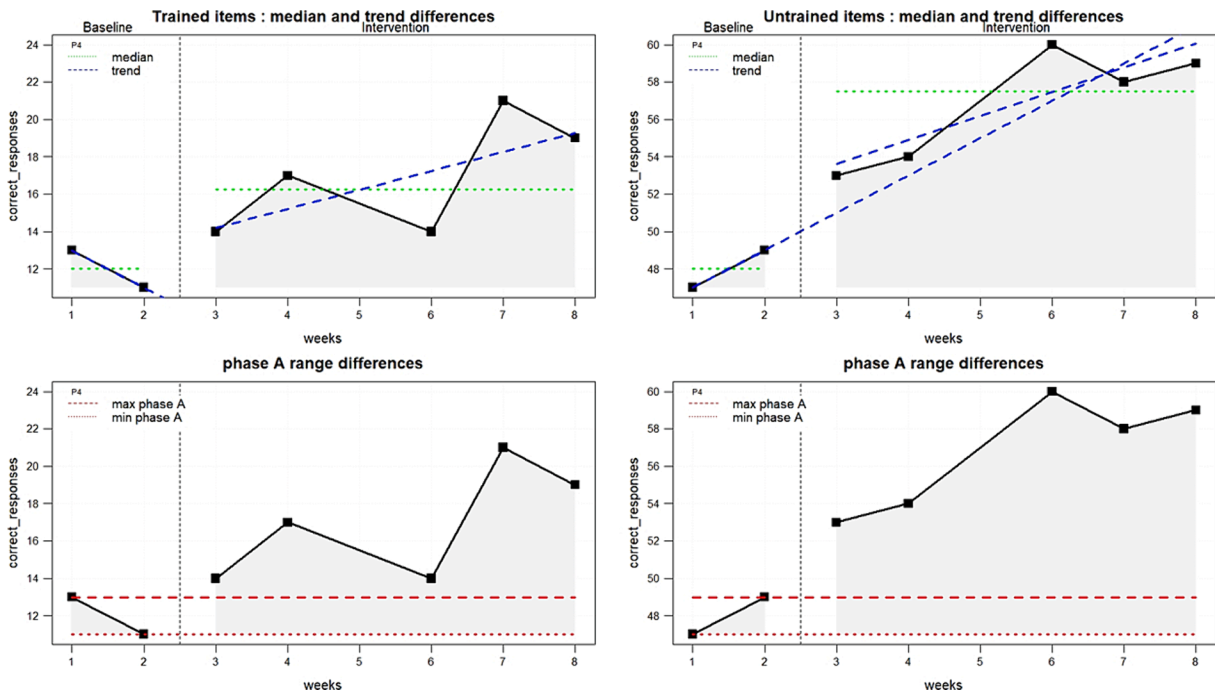 Trained items : median and trend differences
Baseline Intervention
P4
median
trend
24
22
20
18
16
14
12
correct_responses
1 2 3 4 5 6 7 8
weeks
Untrained items : median and trend differences
Baseline Intervention
P4
median
trend
60
58
56
54
52
50
48
correct_responses
1 2 3 4 5 6 7 8
weeks
phase A range differences
P4
max phase A
min phase A
24
22
20
18
16
14
12
correct_responses
1 2 3 4 5 6 7 8
weeks
phase A range differences
P4
max phase A
min phase A
60
58
56
54
52
50
48
correct_responses
1 2 3 4 5 6 7 8
weeks